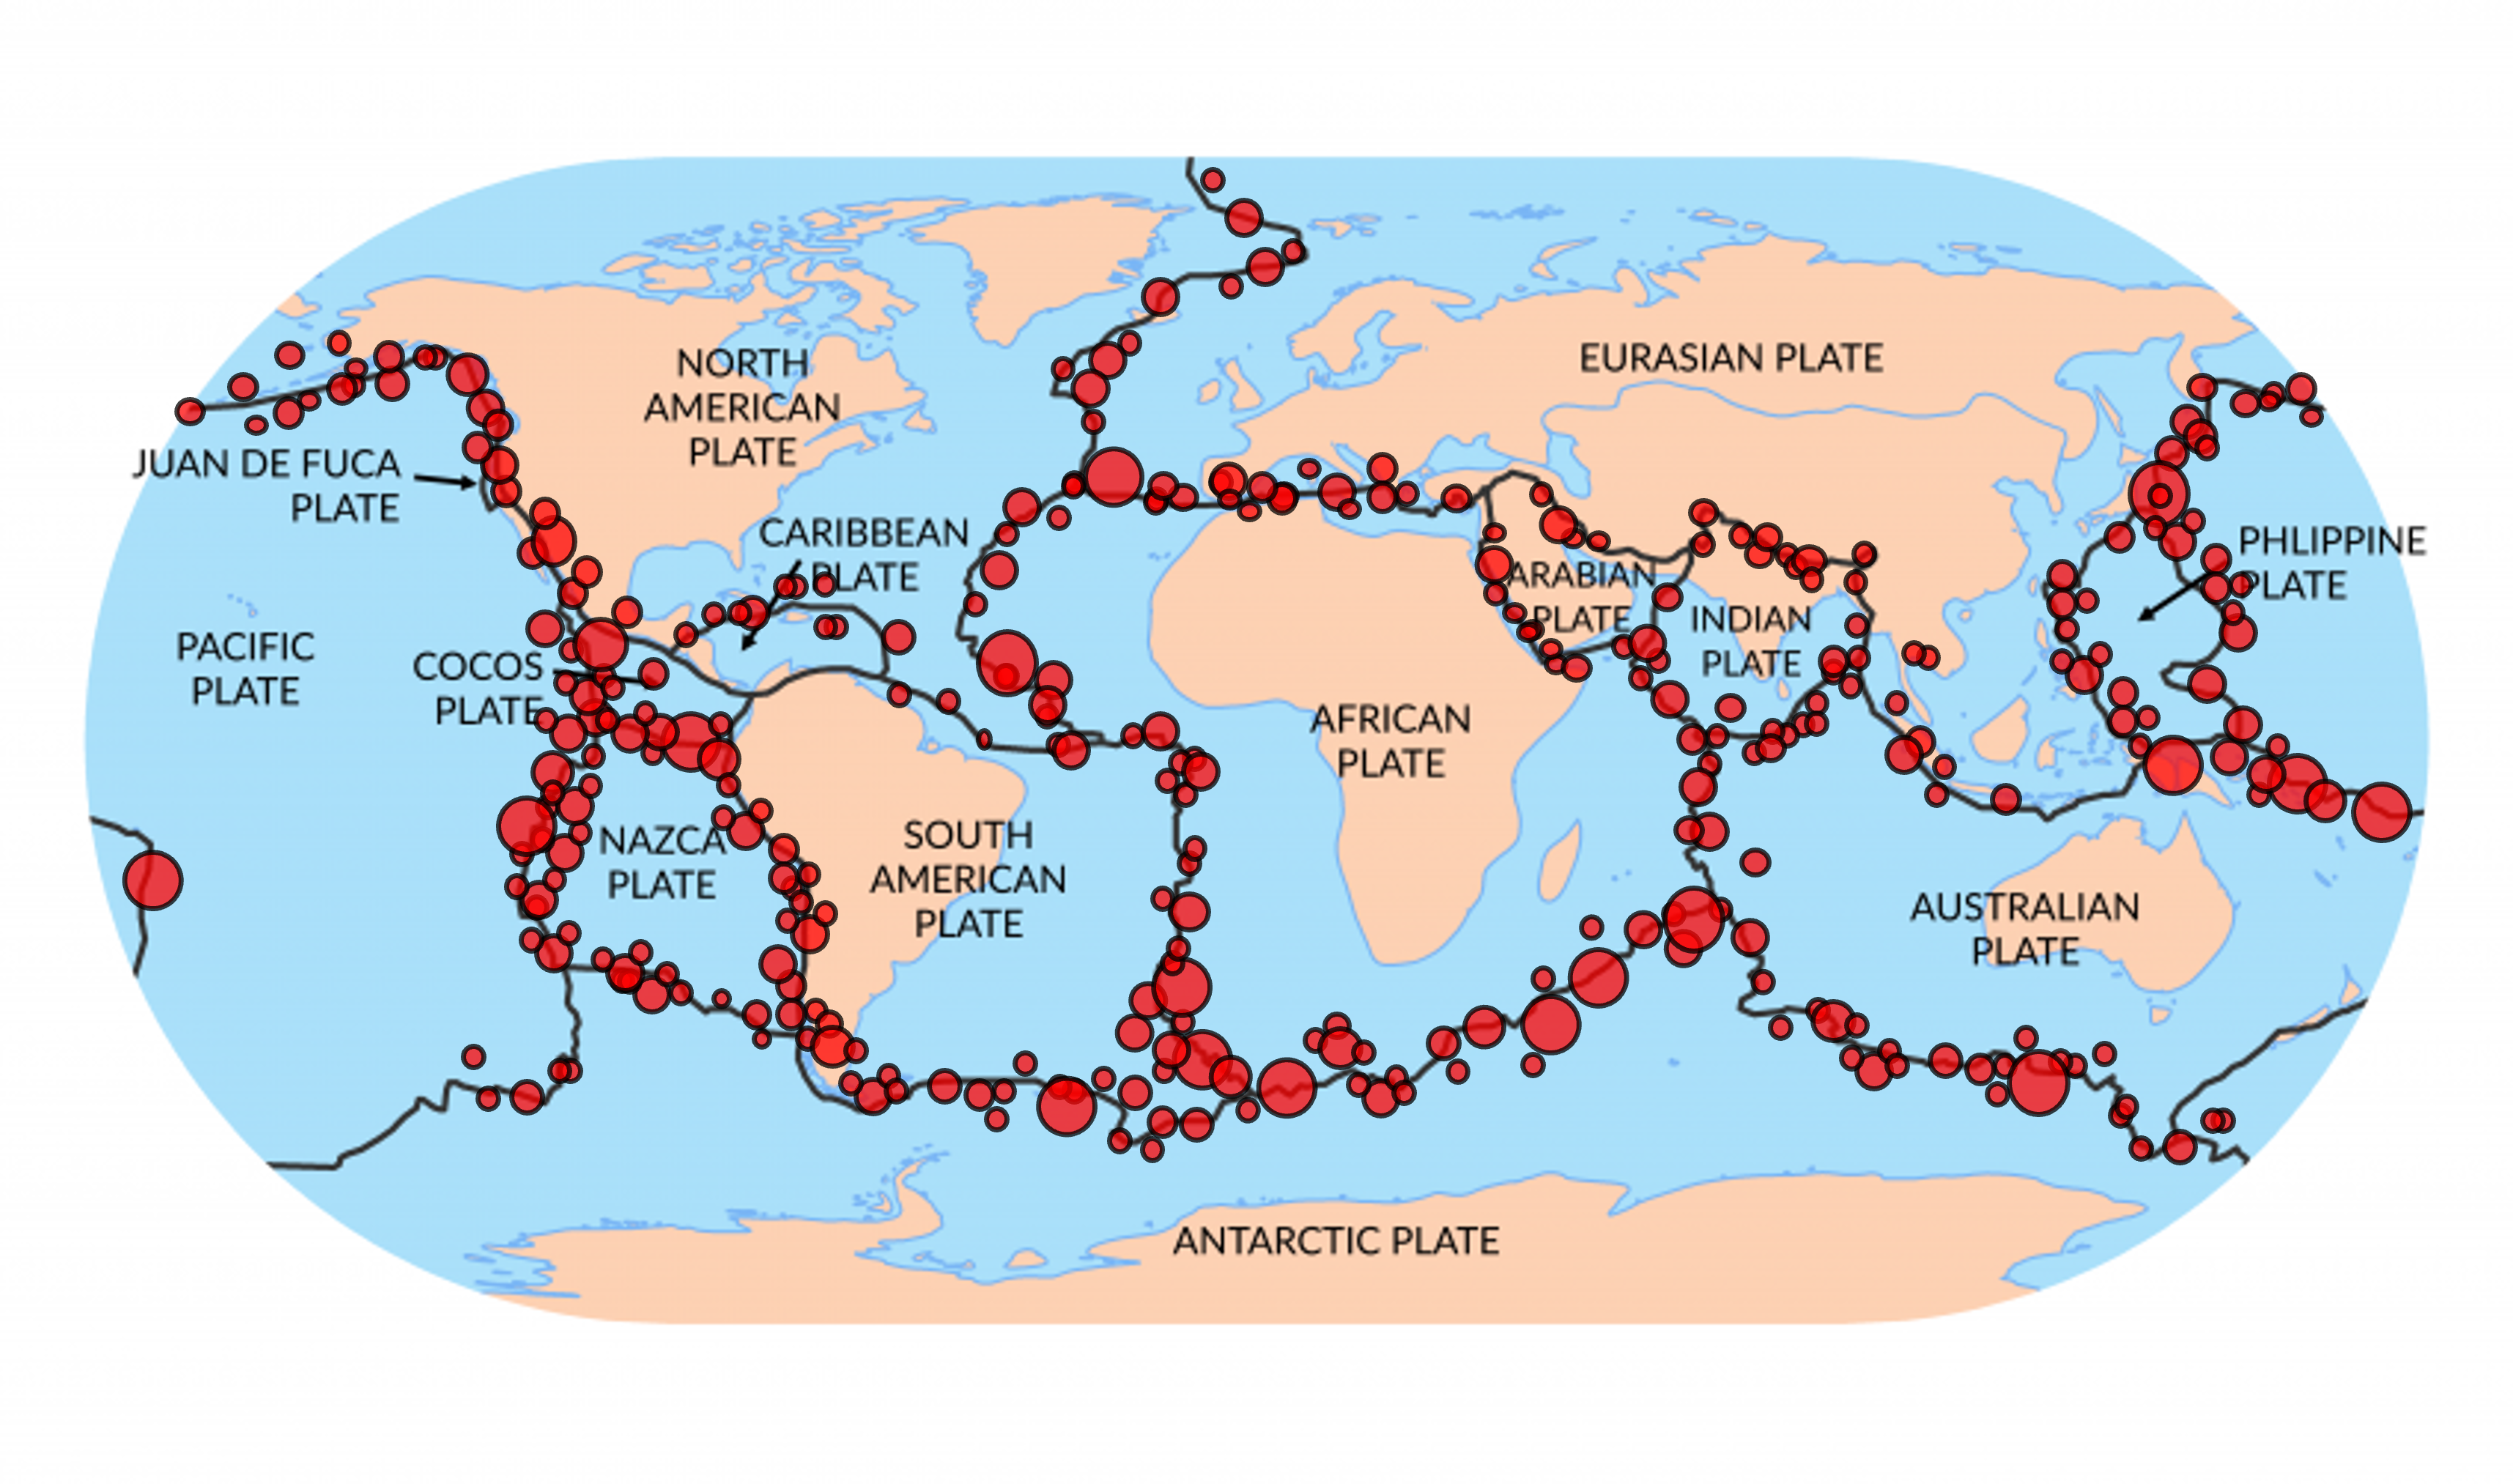 NORTH
AMERICAN
PLATE
EURASIAN PLATE
JUAN DE FUCA
PLATE
CARIBBEAN
PLATE
PHLIPPINE
PLATE
ARABIAN
PLATE
INDIAN
PLATE
PACIFIC
PLATE
COCOS
PLATE
AFRICAN
PLATE
NAZCA
PLATE
SOUTH
AMERICAN
PLATE
AUSTRALIAN
PLATE
ANTARCTIC PLATE